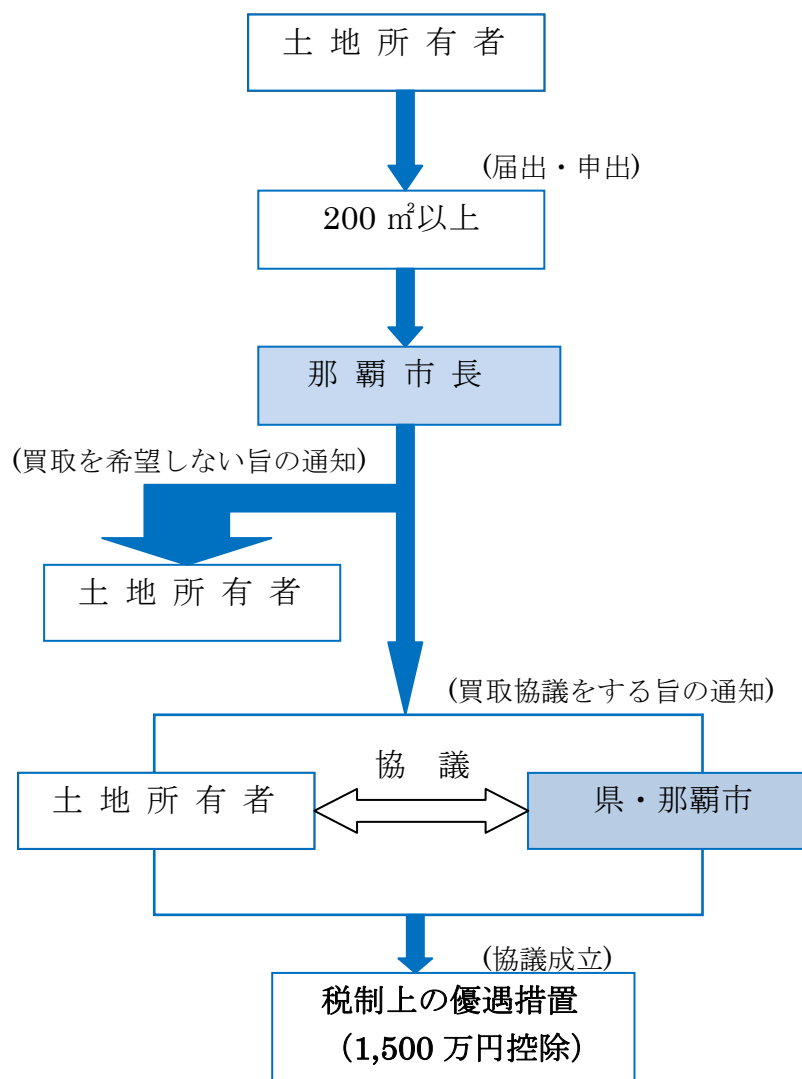 土地所有者
(届出・申出)
200 ㎡以上
那覇市長
(買取を希望しない旨の通知)
土地所有者
(買取協議をする旨の通知)
協　議
土地所有者
県・那覇市
(協議成立)
税制上の優遇措置
（1,500 万円控除）